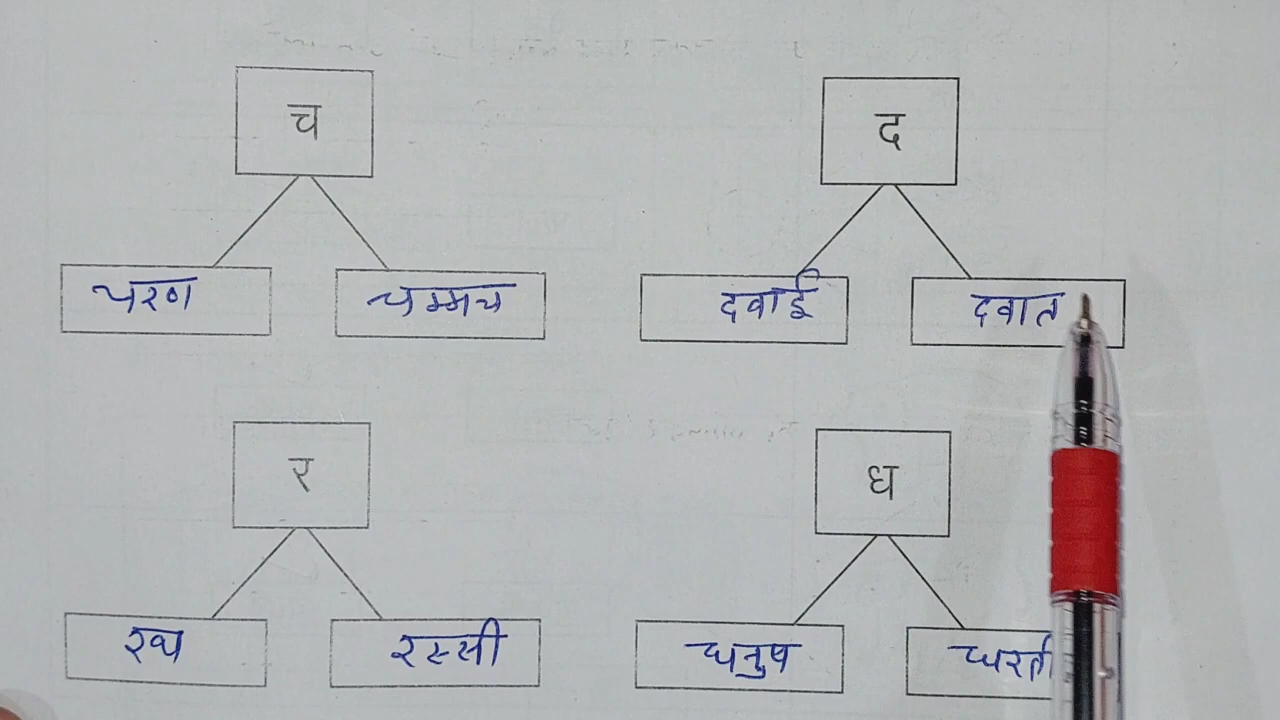 च द
चरण चम्मच दवाई दवात
र ध
रथ रस्सी धनुष धरती